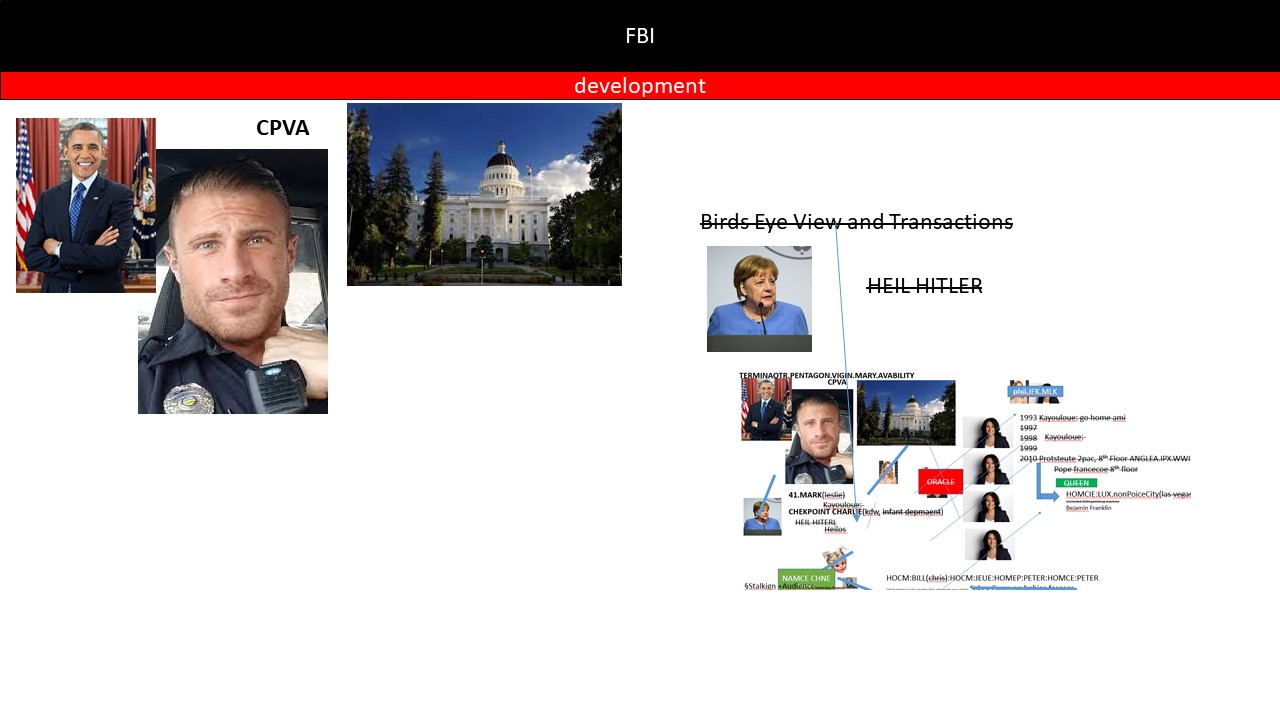 FBI
development
CPVA
Birds Eye View and Transactions
HEIL HITLER
TERMINAOTR.PENTAGON.VIGIN.MARY.AVABILITY
CPVA
phil.JFK.MLK
1993 Kayouloue: go home ami
1997
1998 Kayouloue:
1999
2010 Protsteute 2pac, 8th Floor ANGLEA.IPX.WWI
Pope francecoe 8th floor
ORACLE
QUEEN
41.MARK(leslie)
Kayouloue:
HOMCIE:LUX.nonPoiceCity(las vegas
Bejamin Franklin
CHEKPOINT CHARLIE(kdw, infant depmaent)
HEIL HITERL
Heilos
NAMCE CHNE
HOCM:BILL(chris):HOCM:JEUE:HOMEP:PETER:HOMCE:PETER
§Stalkign +Audience